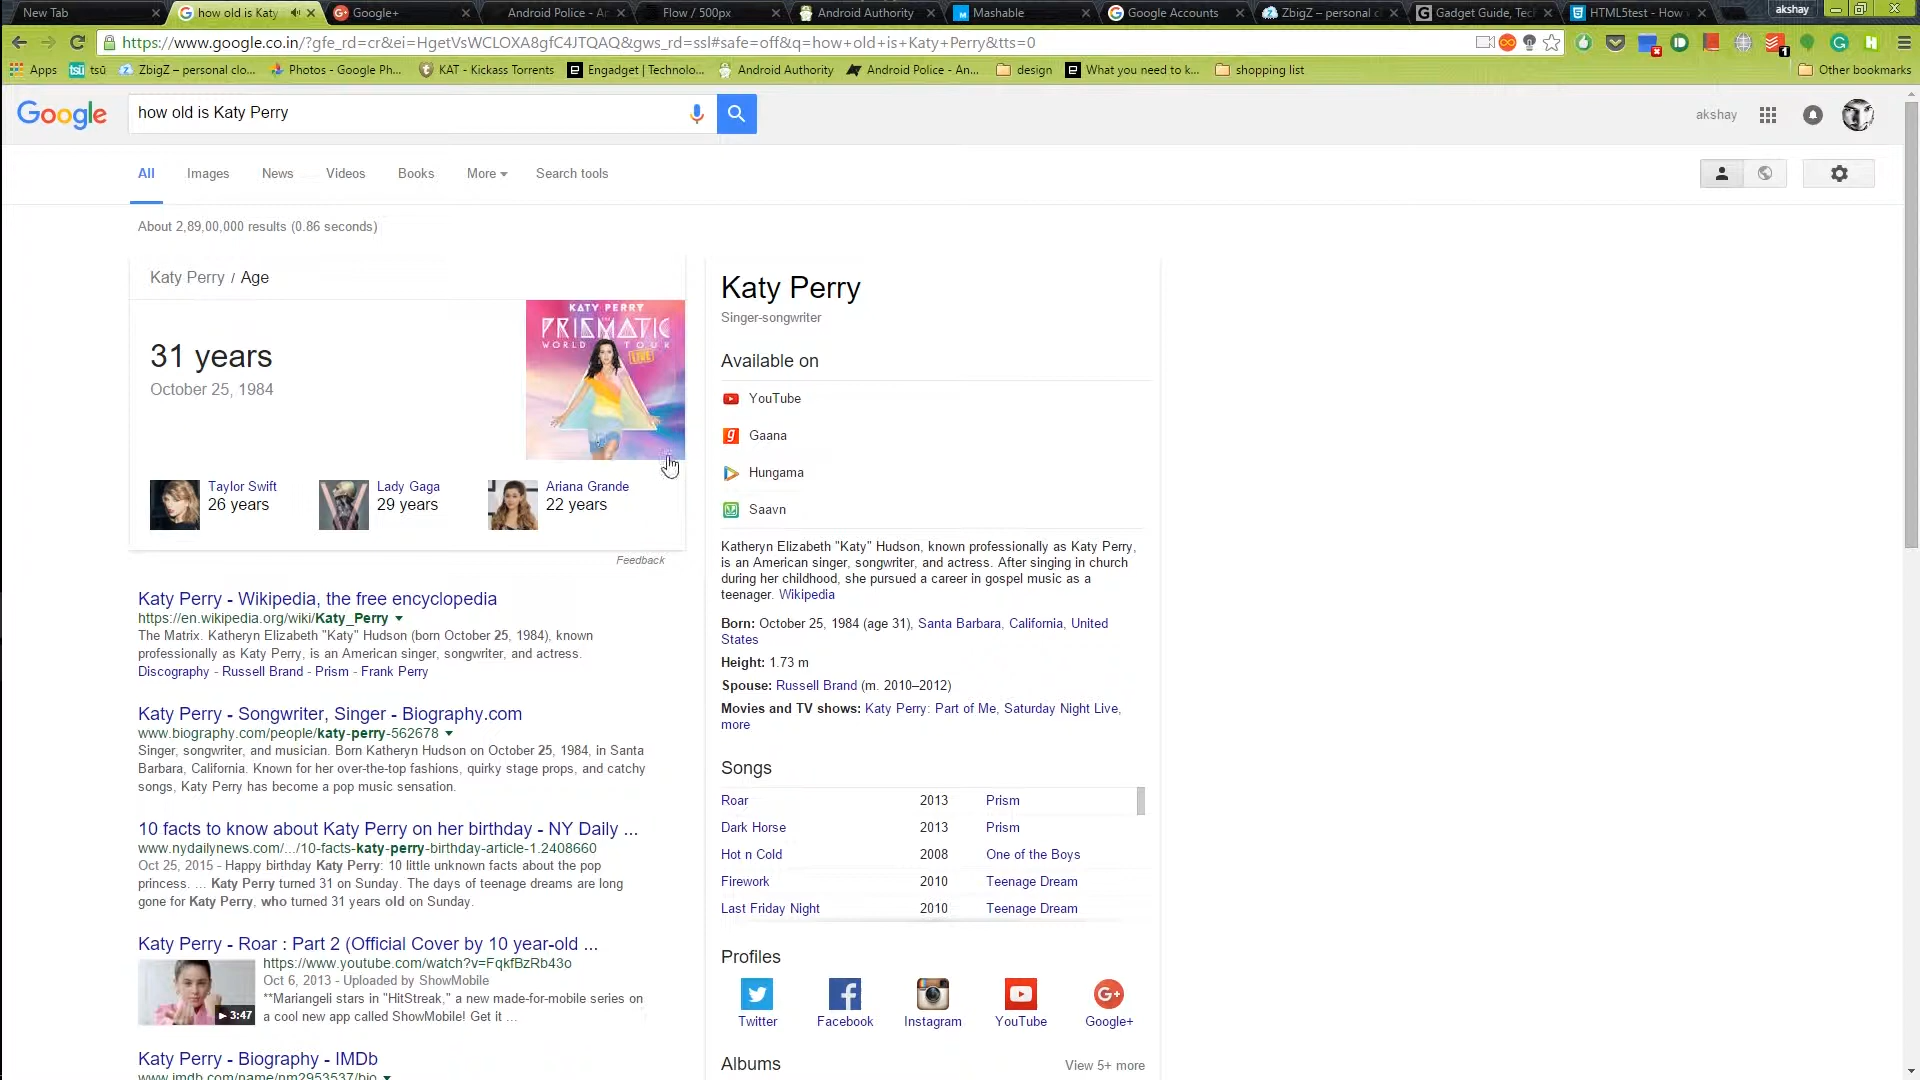 New Tab
how old is Katy
Google+
Android Police - An
Flow / 500px
Android Authority
Mashable
Google Accounts
ZbigZ – personal c
Gadget Guide, Tec
HTML5test - How
akshay
https://www.google.co.in/?gfe_rd=cr&ei=HgetVsWCLOXA8gfC4JTQAQ&gws_rd=ssl#safe=off&q=how+old+is+Katy+Perry&tts=0
Apps
tsū
ZbigZ – personal clo...
Photos - Google Ph...
KAT - Kickass Torrents
Engadget | Technolo...
Android Authority
Android Police - An...
design
What you need to k...
shopping list
Other bookmarks
Google
how old is Katy Perry
akshay
All
Images
News
Videos
Books
More
Search tools
About 2,89,00,000 results (0.86 seconds)
Katy Perry / Age
31 years
October 25, 1984
KATY PERRY
THE
PRISMATIC
WORLD TOUR
LIVE
Taylor Swift
26 years
Lady Gaga
29 years
Ariana Grande
22 years
Feedback
Katy Perry - Wikipedia, the free encyclopedia
https://en.wikipedia.org/wiki/Katy_Perry
The Matrix. Katheryn Elizabeth "Katy" Hudson (born October 25, 1984), known
professionally as Katy Perry, is an American singer, songwriter, and actress.
Discography - Russell Brand - Prism - Frank Perry
Katy Perry - Songwriter, Singer - Biography.com
www.biography.com/people/katy-perry-562678
Singer, songwriter, and musician. Born Katheryn Hudson on October 25, 1984, in Santa
Barbara, California. Known for her over-the-top fashions, quirky stage props, and catchy
songs, Katy Perry has become a pop music sensation.
10 facts to know about Katy Perry on her birthday - NY Daily ...
www.nydailynews.com/.../10-facts-katy-perry-birthday-article-1.2408660
Oct 25, 2015 - Happy birthday Katy Perry: 10 little unknown facts about the pop
princess. ... Katy Perry turned 31 on Sunday. The days of teenage dreams are long
gone for Katy Perry, who turned 31 years old on Sunday.
Katy Perry - Roar : Part 2 (Official Cover by 10 year-old ...
https://www.youtube.com/watch?v=FqkfBzRb43o
Oct 6, 2013 - Uploaded by ShowMobile
**Mariangeli stars in "HitStreak," a new made-for-mobile series on
a cool new app called ShowMobile! Get it ...
3:47
Katy Perry - Biography - IMDb
www.imdb.com/name/nm2953537/bio
Katy Perry
Singer-songwriter
Available on
YouTube
Gaana
Hungama
Saavn
Katheryn Elizabeth "Katy" Hudson, known professionally as Katy Perry,
is an American singer, songwriter, and actress. After singing in church
during her childhood, she pursued a career in gospel music as a
teenager. Wikipedia
Born: October 25, 1984 (age 31), Santa Barbara, California, United
States
Height: 1.73 m
Spouse: Russell Brand (m. 2010–2012)
Movies and TV shows: Katy Perry: Part of Me, Saturday Night Live,
more
Songs
Roar 2013 Prism
Dark Horse 2013 Prism
Hot n Cold 2008 One of the Boys
Firework 2010 Teenage Dream
Last Friday Night 2010 Teenage Dream
Profiles
Twitter
Facebook
Instagram
YouTube
Google+
Albums
View 5+ more